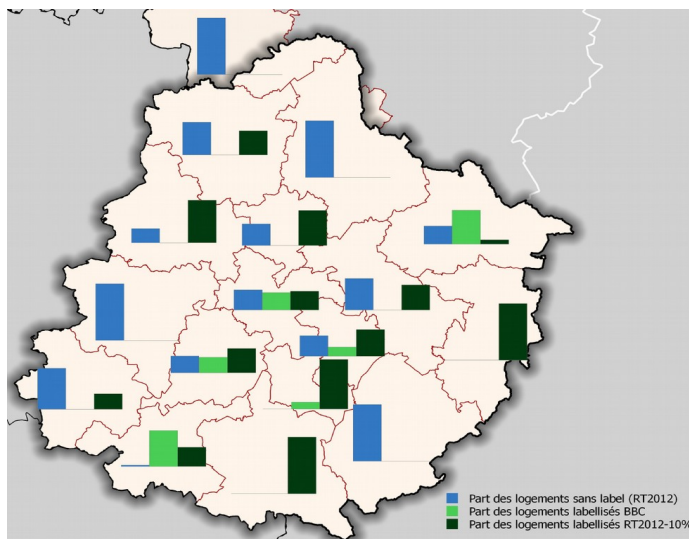 Part des logements sans label (RT2012)
Part des logements labellisés BBC
Part des logements labellisés RT2012-10%